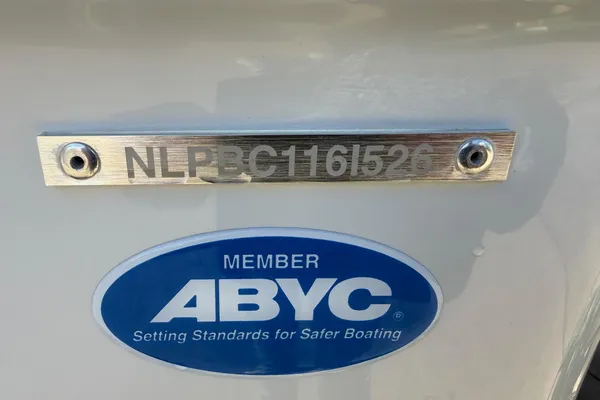 NLPBC116I526
MEMBER
ABYC
Setting Standards for Safer Boating